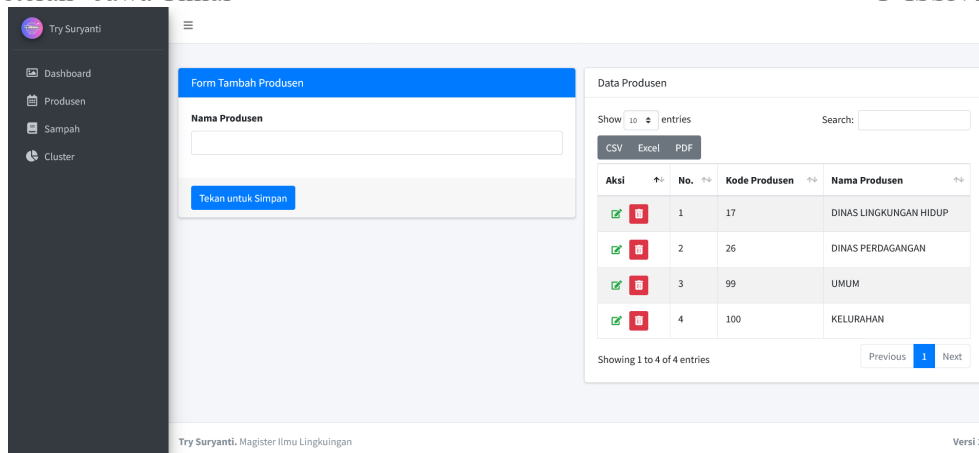 Try Suryanti
Dashboard
Produsen
Sampah
Cluster
Form Tambah Produsen
Nama Produsen
Tekan untuk Simpan
Data Produsen
Show 10 entries Search:
CSV Excel PDF
Aksi No. Kode Produsen Nama Produsen
1 17 DINAS LINGKUNGAN HIDUP
2 26 DINAS PERDAGANGAN
3 99 UMUM
4 100 KELURAHAN
Showing 1 to 4 of 4 entries Previous 1 Next
Try Suryanti. Magister Ilmu Lingkuingan Versi